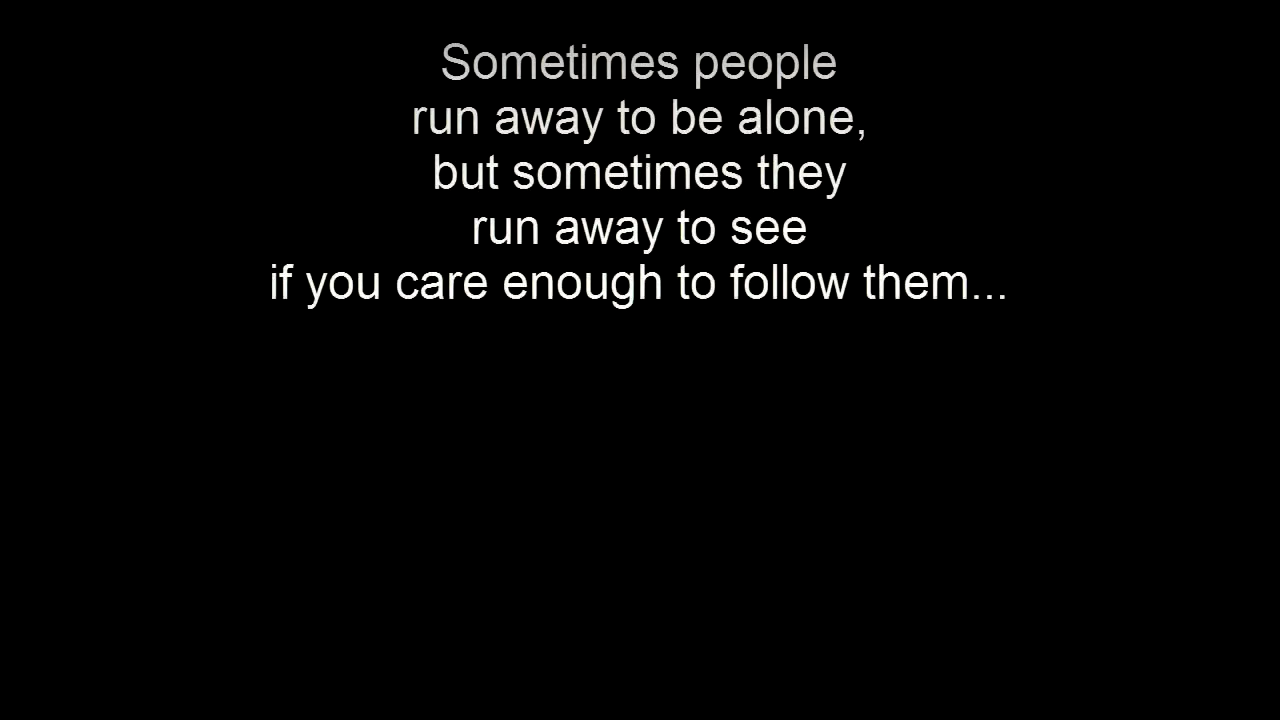 Sometimes people
run away to be alone,
but sometimes they
run away to see
if you care enough to follow them...